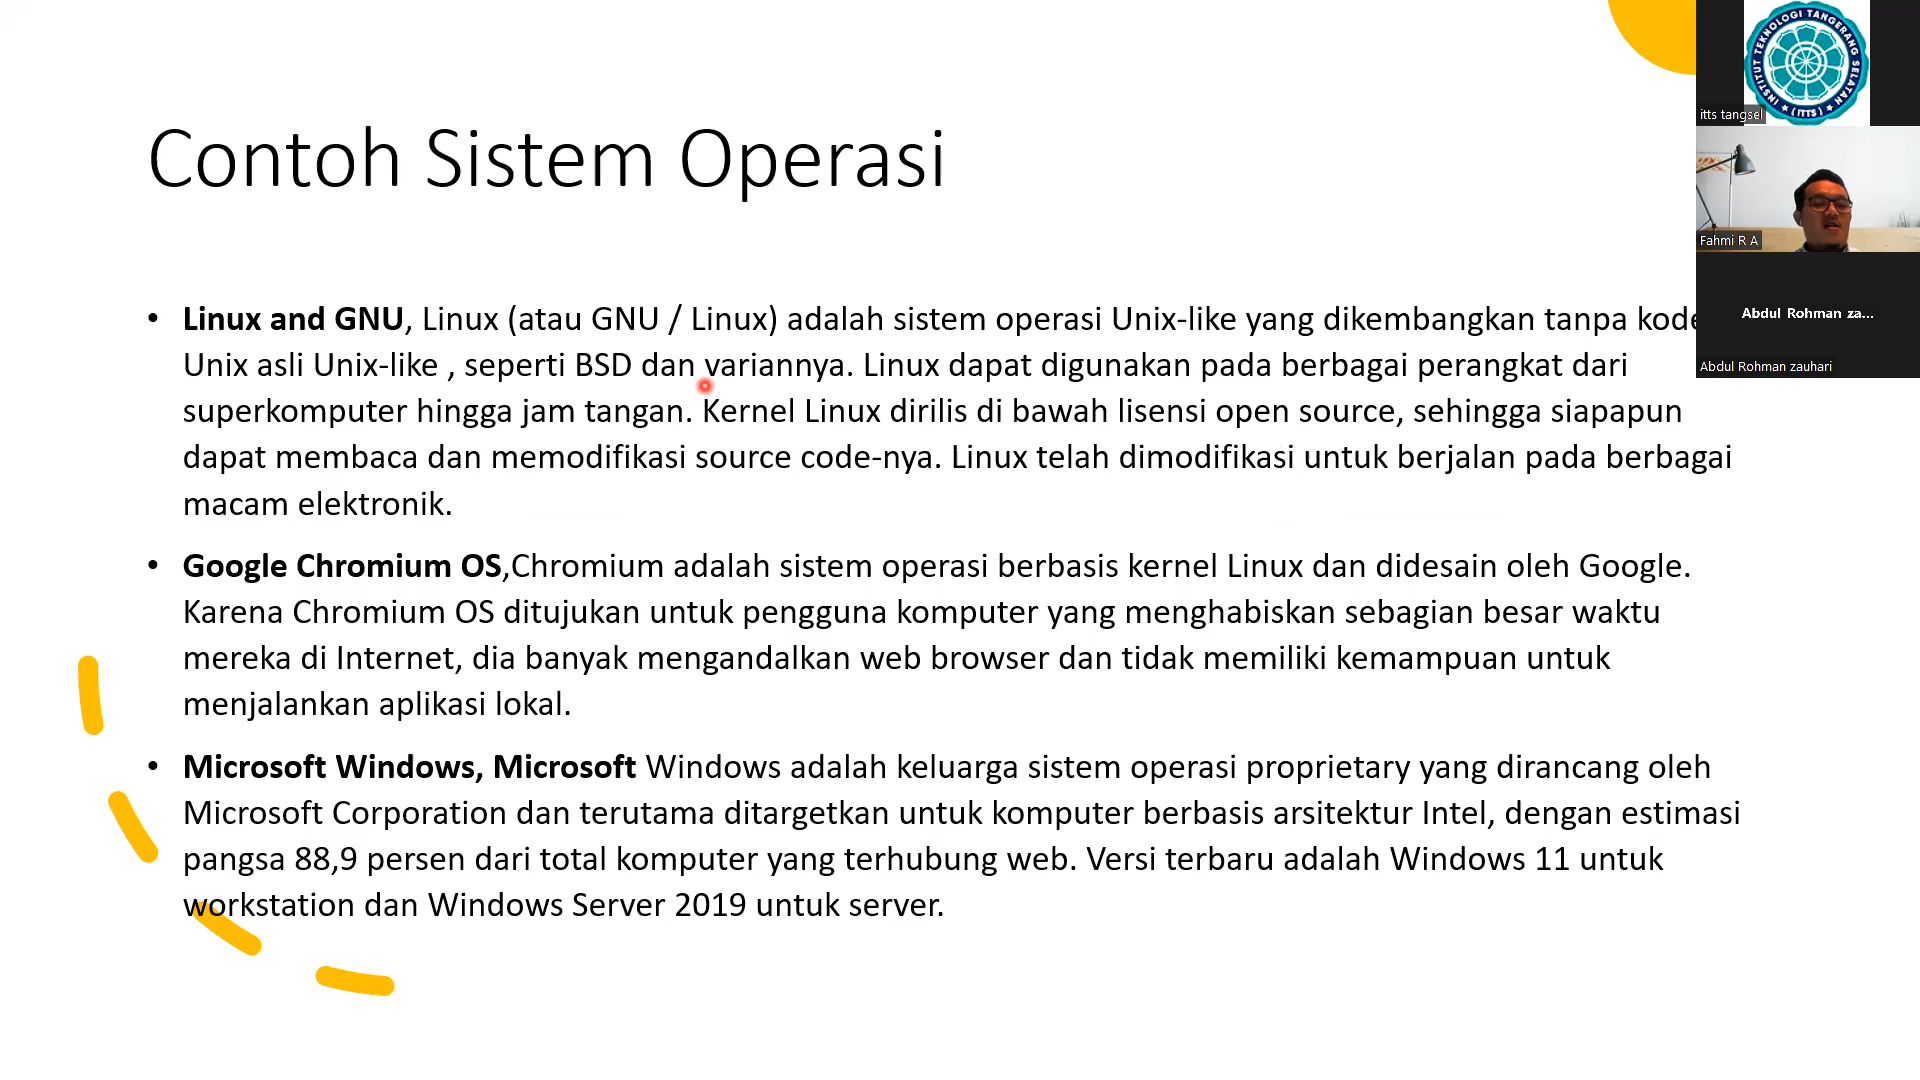 Contoh Sistem Operasi
• Linux and GNU, Linux (atau GNU / Linux) adalah sistem operasi Unix-like yang dikembangkan tanpa kode
Unix asli Unix-like , seperti BSD dan variannya. Linux dapat digunakan pada berbagai perangkat dari
superkomputer hingga jam tangan. Kernel Linux dirilis di bawah lisensi open source, sehingga siapapun
dapat membaca dan memodifikasi source code-nya. Linux telah dimodifikasi untuk berjalan pada berbagai
macam elektronik.
• Google Chromium OS,Chromium adalah sistem operasi berbasis kernel Linux dan didesain oleh Google.
Karena Chromium OS ditujukan untuk pengguna komputer yang menghabiskan sebagian besar waktu
mereka di Internet, dia banyak mengandalkan web browser dan tidak memiliki kemampuan untuk
menjalankan aplikasi lokal.
• Microsoft Windows, Microsoft Windows adalah keluarga sistem operasi proprietary yang dirancang oleh
Microsoft Corporation dan terutama ditargetkan untuk komputer berbasis arsitektur Intel, dengan estimasi
pangsa 88,9 persen dari total komputer yang terhubung web. Versi terbaru adalah Windows 11 untuk
workstation dan Windows Server 2019 untuk server.
INSTITUT TEKNOLOGI TANGERANG SELATAN
(ITTS)
itts tangsel
Fahmi R A
Abdul Rohman za...
Abdul Rohman zauhari